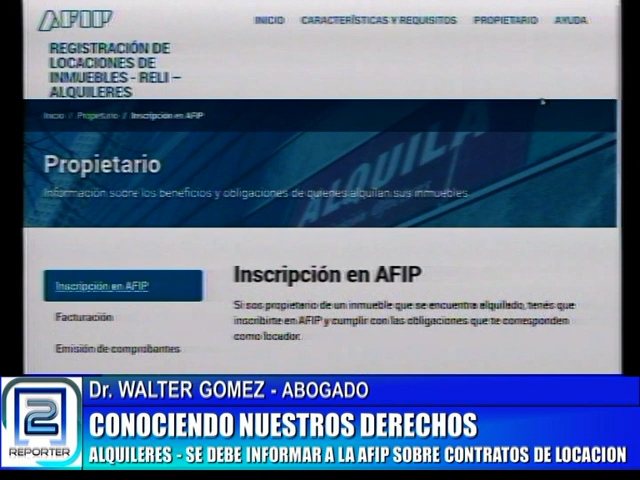 AFIP
INICIO CARACTERÍSTICAS Y REQUISITOS PROPIETARIO AYUDA
REGISTRACIÓN DE
LOCACIONES DE
INMUEBLES - RELI –
ALQUILERES
Inicio / Propietario / Inscripción en AFIP
ALQUILA
Propietario
Información sobre los beneficios y obligaciones de quienes alquilan sus inmuebles
Inscripción en AFIP
Facturación
Emisión de comprobantes
Inscripción en AFIP
Si sos propietario de un inmueble que se encuentra alquilado, tenés que
inscribirte en AFIP y cumplir con las obligaciones que te corresponden
como locador.
2
REPORTER
Dr. WALTER GOMEZ - ABOGADO
CONOCIENDO NUESTROS DERECHOS
ALQUILERES - SE DEBE INFORMAR A LA AFIP SOBRE CONTRATOS DE LOCACION